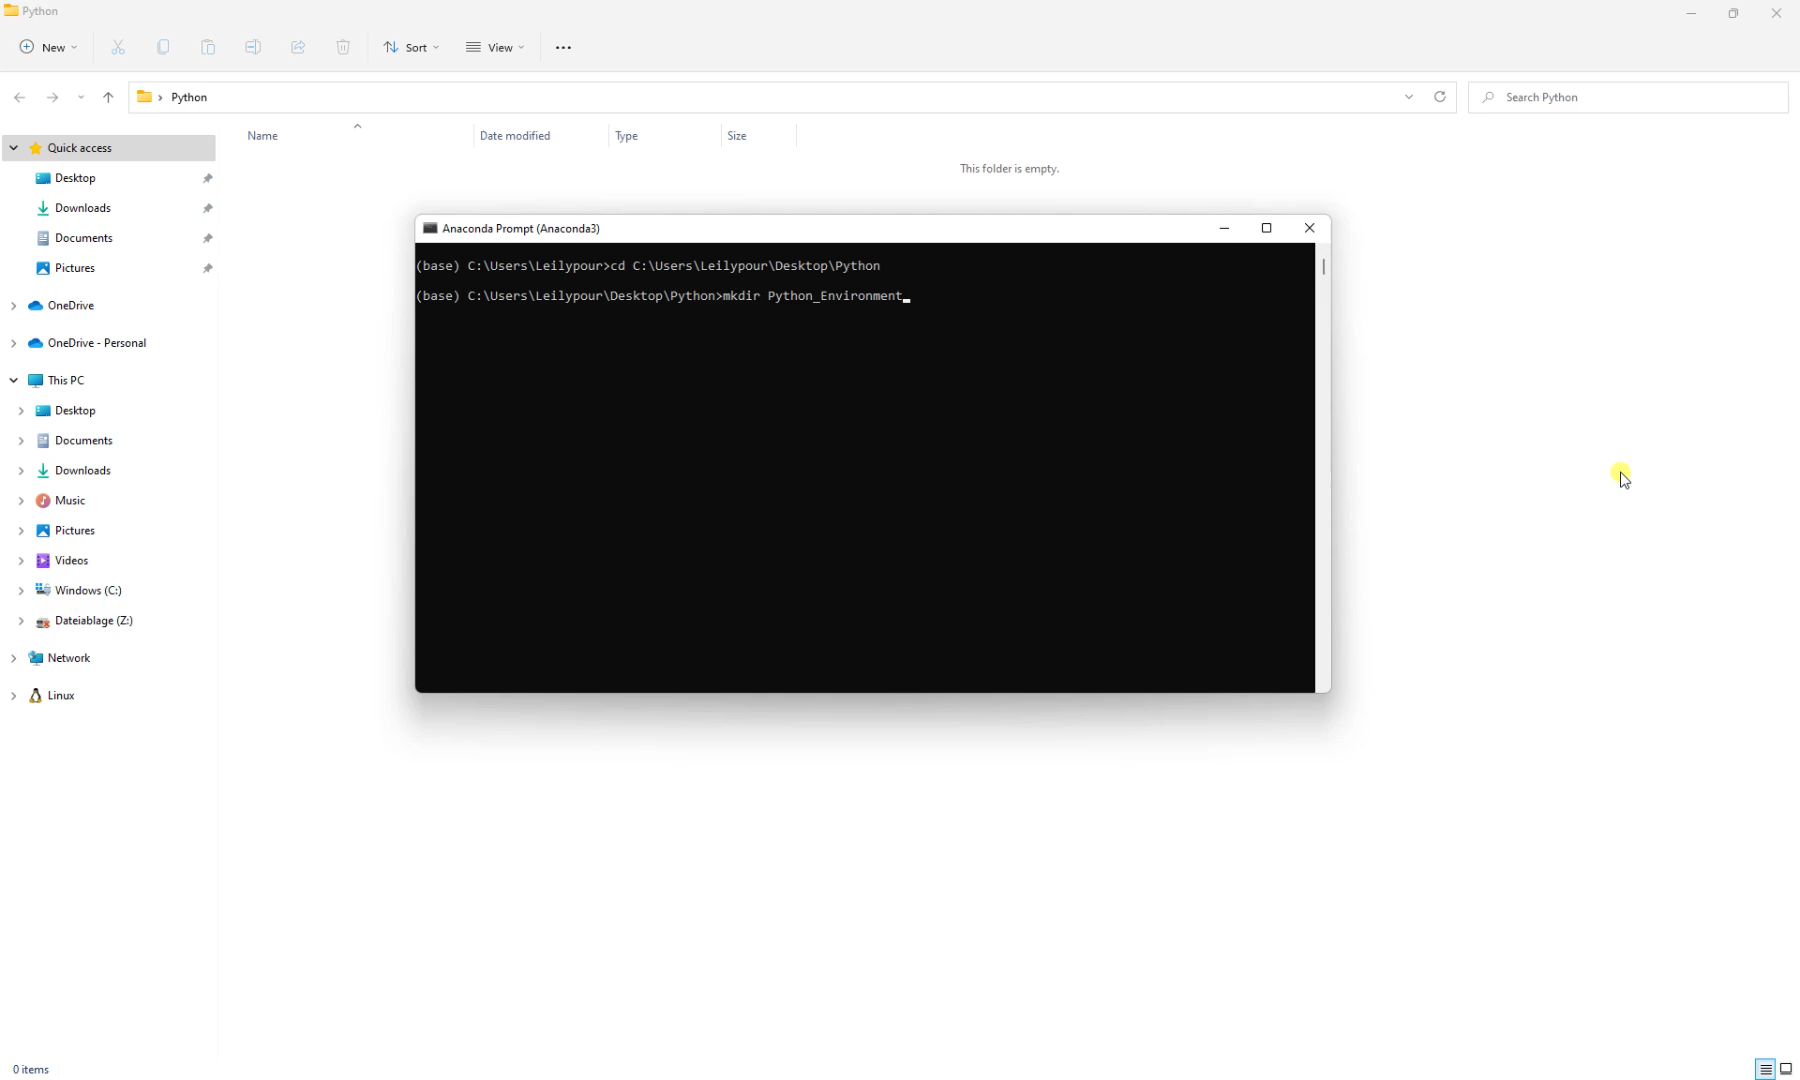 Python
New
Sort
View
Python
Search Python
Name
Date modified
Type
Size
This folder is empty.
Quick access
Desktop
Downloads
Documents
Pictures
OneDrive
OneDrive - Personal
This PC
Desktop
Documents
Downloads
Music
Pictures
Videos
Windows (C:)
Dateiablage (Z:)
Network
Linux
Anaconda Prompt (Anaconda3)
(base) C:\Users\Leilypour>cd C:\Users\Leilypour\Desktop\Python
(base) C:\Users\Leilypour\Desktop\Python>mkdir Python_Environment
0 items